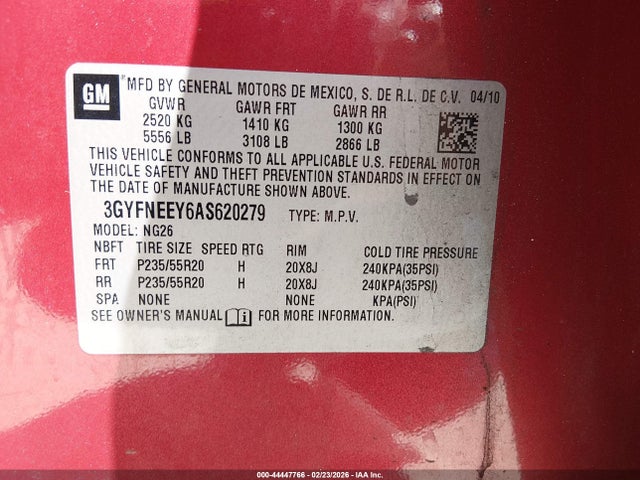 GM
MFD BY GENERAL MOTORS DE MEXICO, S. DE R.L. DE C.V. 04/10
GVWR GAWR FRT GAWR RR
2520 KG 1410 KG 1300 KG
5556 LB 3108 LB 2866 LB
THIS VEHICLE CONFORMS TO ALL APPLICABLE U.S. FEDERAL MOTOR
VEHICLE SAFETY AND THEFT PREVENTION STANDARDS IN EFFECT ON
THE DATE OF MANUFACTURE SHOWN ABOVE.
3GYFNEEY6AS620279 TYPE: M.P.V.
MODEL: NG26
NBFT TIRE SIZE SPEED RTG RIM COLD TIRE PRESSURE
FRT P235/55R20 H 20X8J 240KPA(35PSI)
RR P235/55R20 H 20X8J 240KPA(35PSI)
SPA NONE NONE KPA(PSI)
SEE OWNER'S MANUAL i FOR MORE INFORMATION.
000-44447766 - 02/23/2026 - IAA Inc.